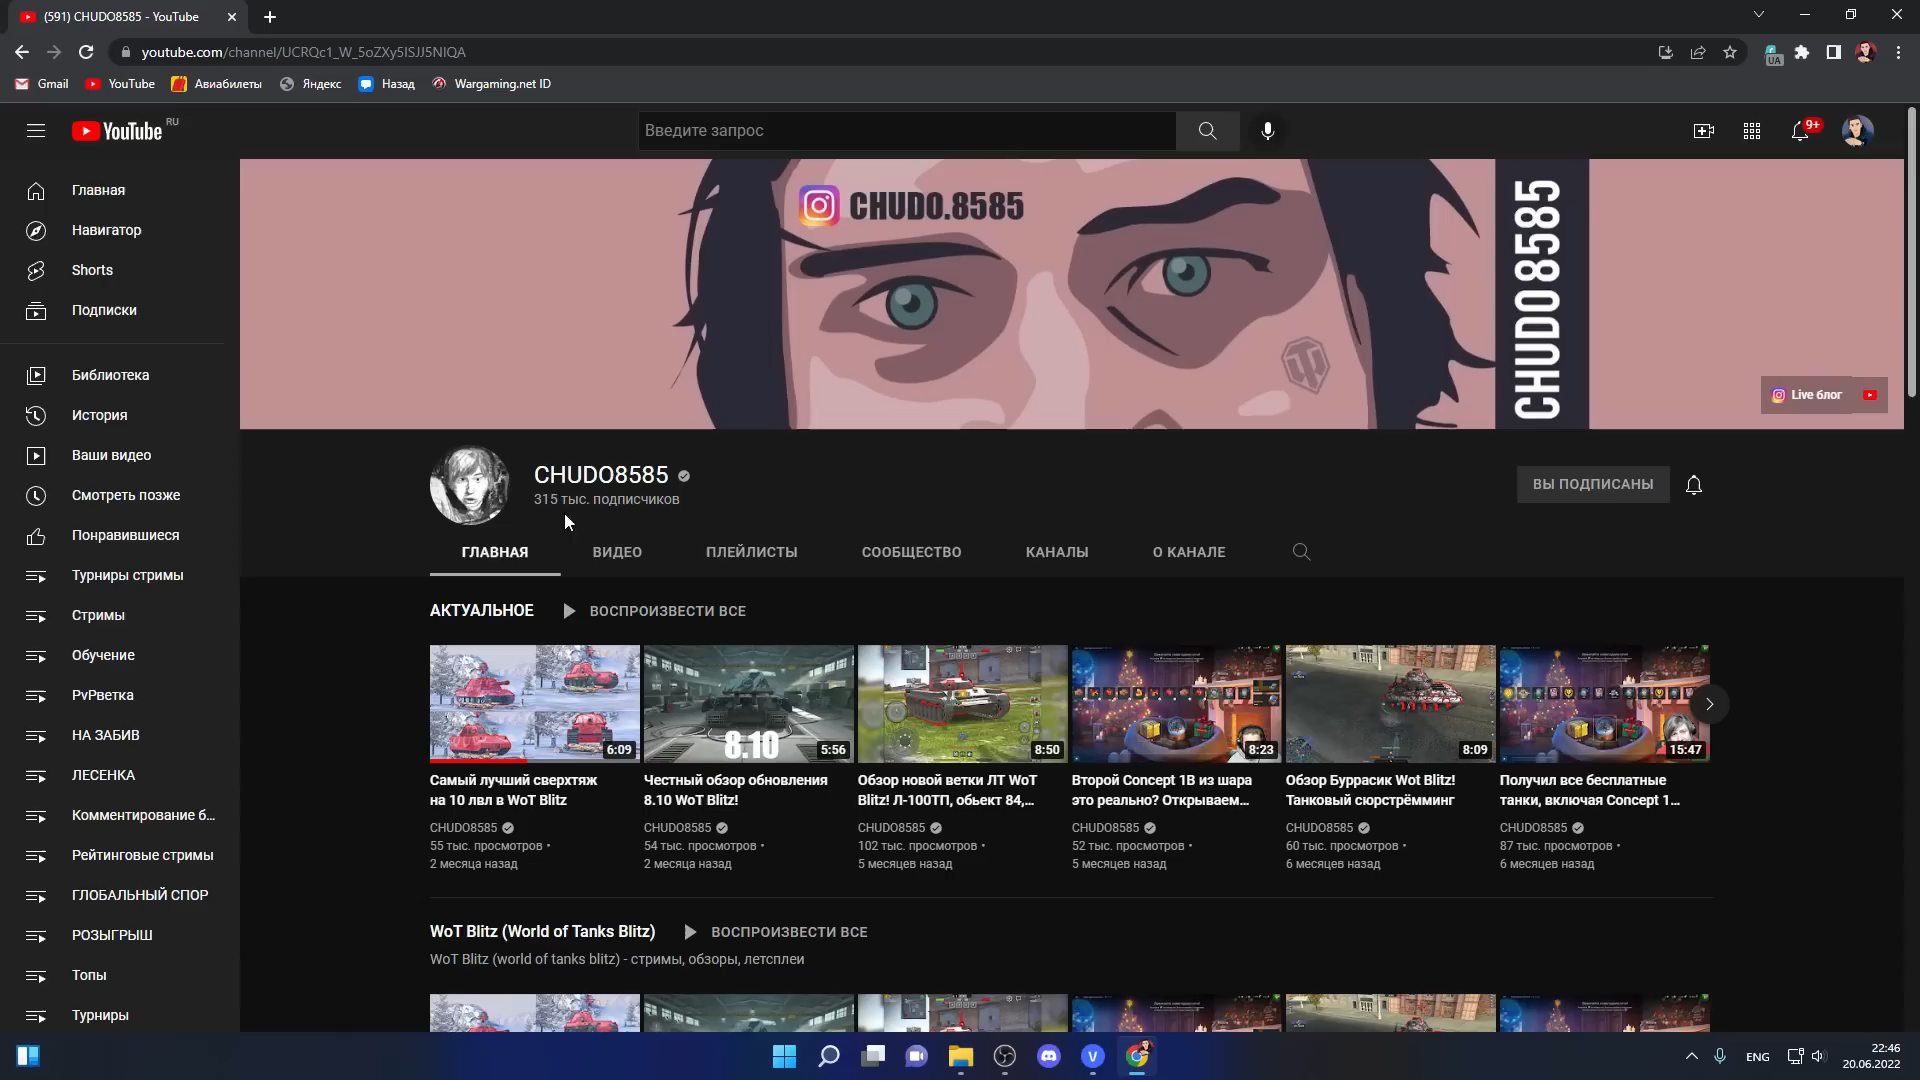 (591) CHUDO8585 - YouTube
youtube.com/channel/UCRQc1_W_5oZXy5ISJJ5NIQA
UA
Gmail
YouTube
Авиабилеты
Яндекс
Назад
Wargaming.net ID
YouTube RU
Введите запрос
9+
Главная
Навигатор
Shorts
Подписки
Библиотека
История
Ваши видео
Смотреть позже
Понравившиеся
Турниры стримы
Стримы
Обучение
PvPветка
НА ЗАБИВ
ЛЕСЕНКА
Комментирование б...
Рейтинговые стримы
ГЛОБАЛЬНЫЙ СПОР
РОЗЫГРЫШ
Топы
Турниры
CHUDO.8585
CHUDO8585
Live блог
CHUDO8585
315 тыс. подписчиков
ВЫ ПОДПИСАНЫ
ГЛАВНАЯ
ВИДЕО
ПЛЕЙЛИСТЫ
СООБЩЕСТВО
КАНАЛЫ
О КАНАЛЕ
АКТУАЛЬНОЕ
ВОСПРОИЗВЕСТИ ВСЕ
6:09
Самый лучший сверхтяж
на 10 лвл в WoT Blitz
CHUDO8585
55 тыс. просмотров •
2 месяца назад
8.10
5:56
Честный обзор обновления
8.10 WoT Blitz!
CHUDO8585
54 тыс. просмотров •
2 месяца назад
8:50
Обзор новой ветки ЛТ WoT
Blitz! Л-100ТП, обьект 84,...
CHUDO8585
102 тыс. просмотров •
5 месяцев назад
8:23
Второй Concept 1B из шара
это реально? Открываем...
CHUDO8585
52 тыс. просмотров •
5 месяцев назад
8:09
Обзор Буррасик Wot Blitz!
Танковый сюрстрёмминг
CHUDO8585
60 тыс. просмотров •
6 месяцев назад
15:47
Получил все бесплатные
танки, включая Concept 1...
CHUDO8585
87 тыс. просмотров •
6 месяцев назад
WoT Blitz (World of Tanks Blitz)
ВОСПРОИЗВЕСТИ ВСЕ
WoT Blitz (world of tanks blitz) - стримы, обзоры, летсплеи
ENG
22:46
20.06.2022